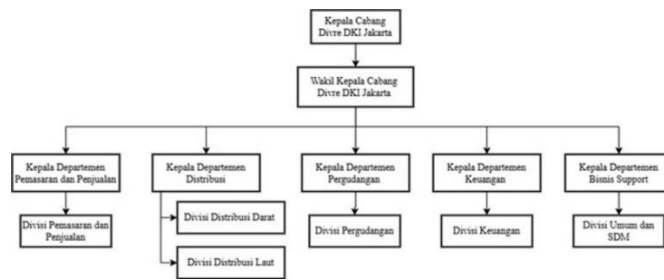 Kepala Cabang
Divre DKI Jakarta
Wakil Kepala Cabang
Divre DKI Jakarta
Kepala Departemen
Pemasaran dan Penjualan
Kepala Departemen
Distribusi
Kepala Departemen
Pergudangan
Kepala Departemen
Keuangan
Kepala Departemen
Bisnis Support
Divisi Pemasaran dan
Penjualan
Divisi Distribusi Darat
Divisi Distribusi Laut
Divisi Pergudangan
Divisi Keuangan
Divisi Umum dan
SDM